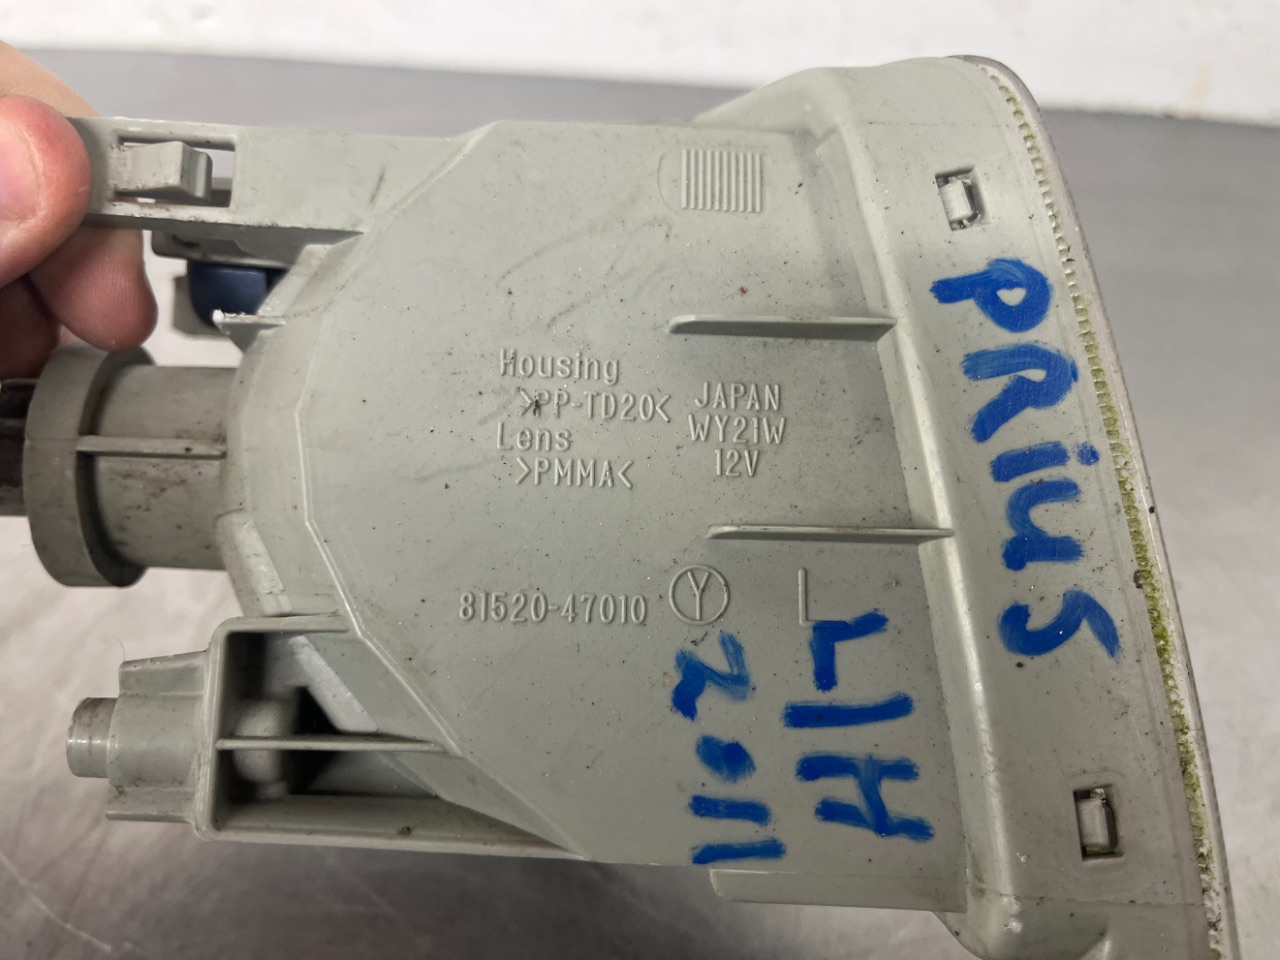 Housing
>PP-TD20<
Lens
>PMMA<
JAPAN
WY21W
12V
81520-47010 Y L
PRiUS
LH
2011